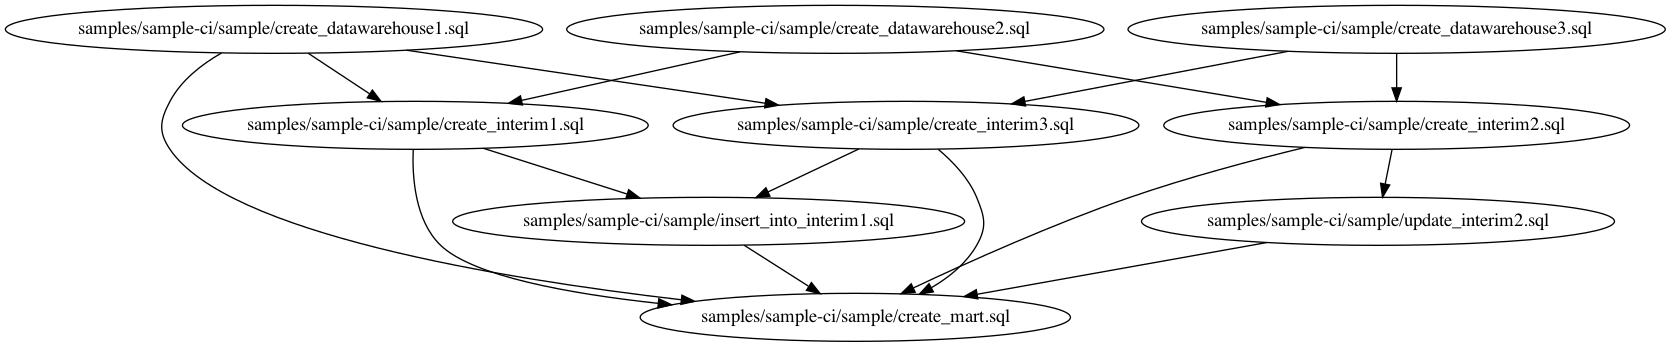 samples/sample-ci/sample/create_datawarehouse1.sql
samples/sample-ci/sample/create_datawarehouse2.sql
samples/sample-ci/sample/create_datawarehouse3.sql
samples/sample-ci/sample/create_interim1.sql
samples/sample-ci/sample/create_interim3.sql
samples/sample-ci/sample/create_interim2.sql
samples/sample-ci/sample/insert_into_interim1.sql
samples/sample-ci/sample/update_interim2.sql
samples/sample-ci/sample/create_mart.sql